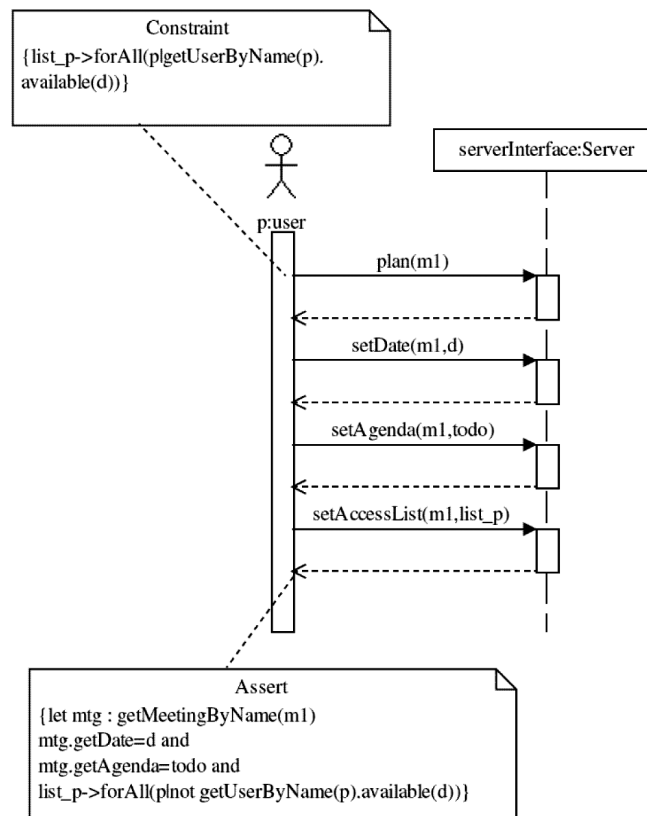 Constraint
{list_p->forAll(p|getUserByName(p).
available(d))}
serverInterface:Server
p:user
plan(m1)
setDate(m1,d)
setAgenda(m1,todo)
setAccessList(m1,list_p)
Assert
{let mtg : getMeetingByName(m1)
mtg.getDate=d and
mtg.getAgenda=todo and
list_p->forAll(p|not getUserByName(p).available(d))}